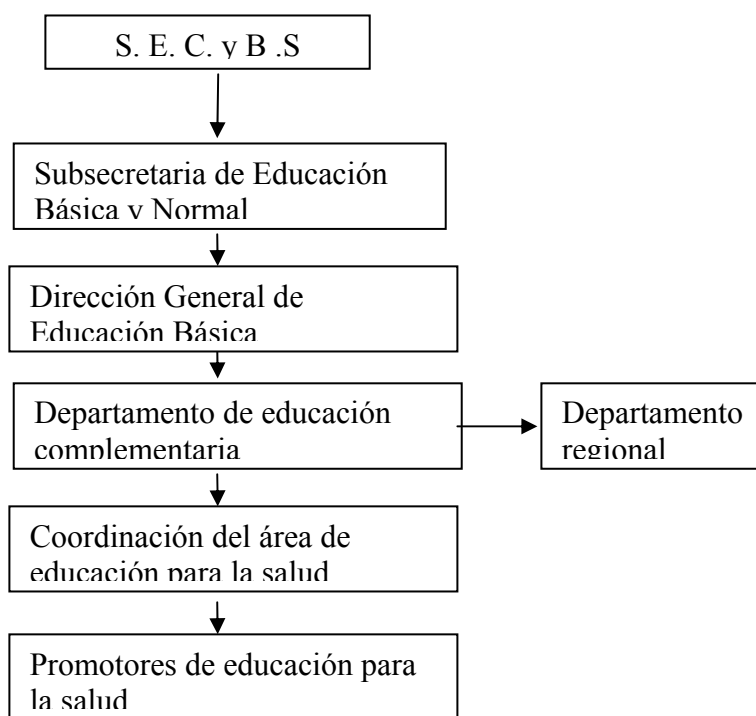 S. E. C. y B .S
Subsecretaria de Educación
Básica y Normal
Dirección General de
Educación Básica
Departamento de educación
complementaria
Departamento
regional
Coordinación del área de
educación para la salud
Promotores de educación para
la salud